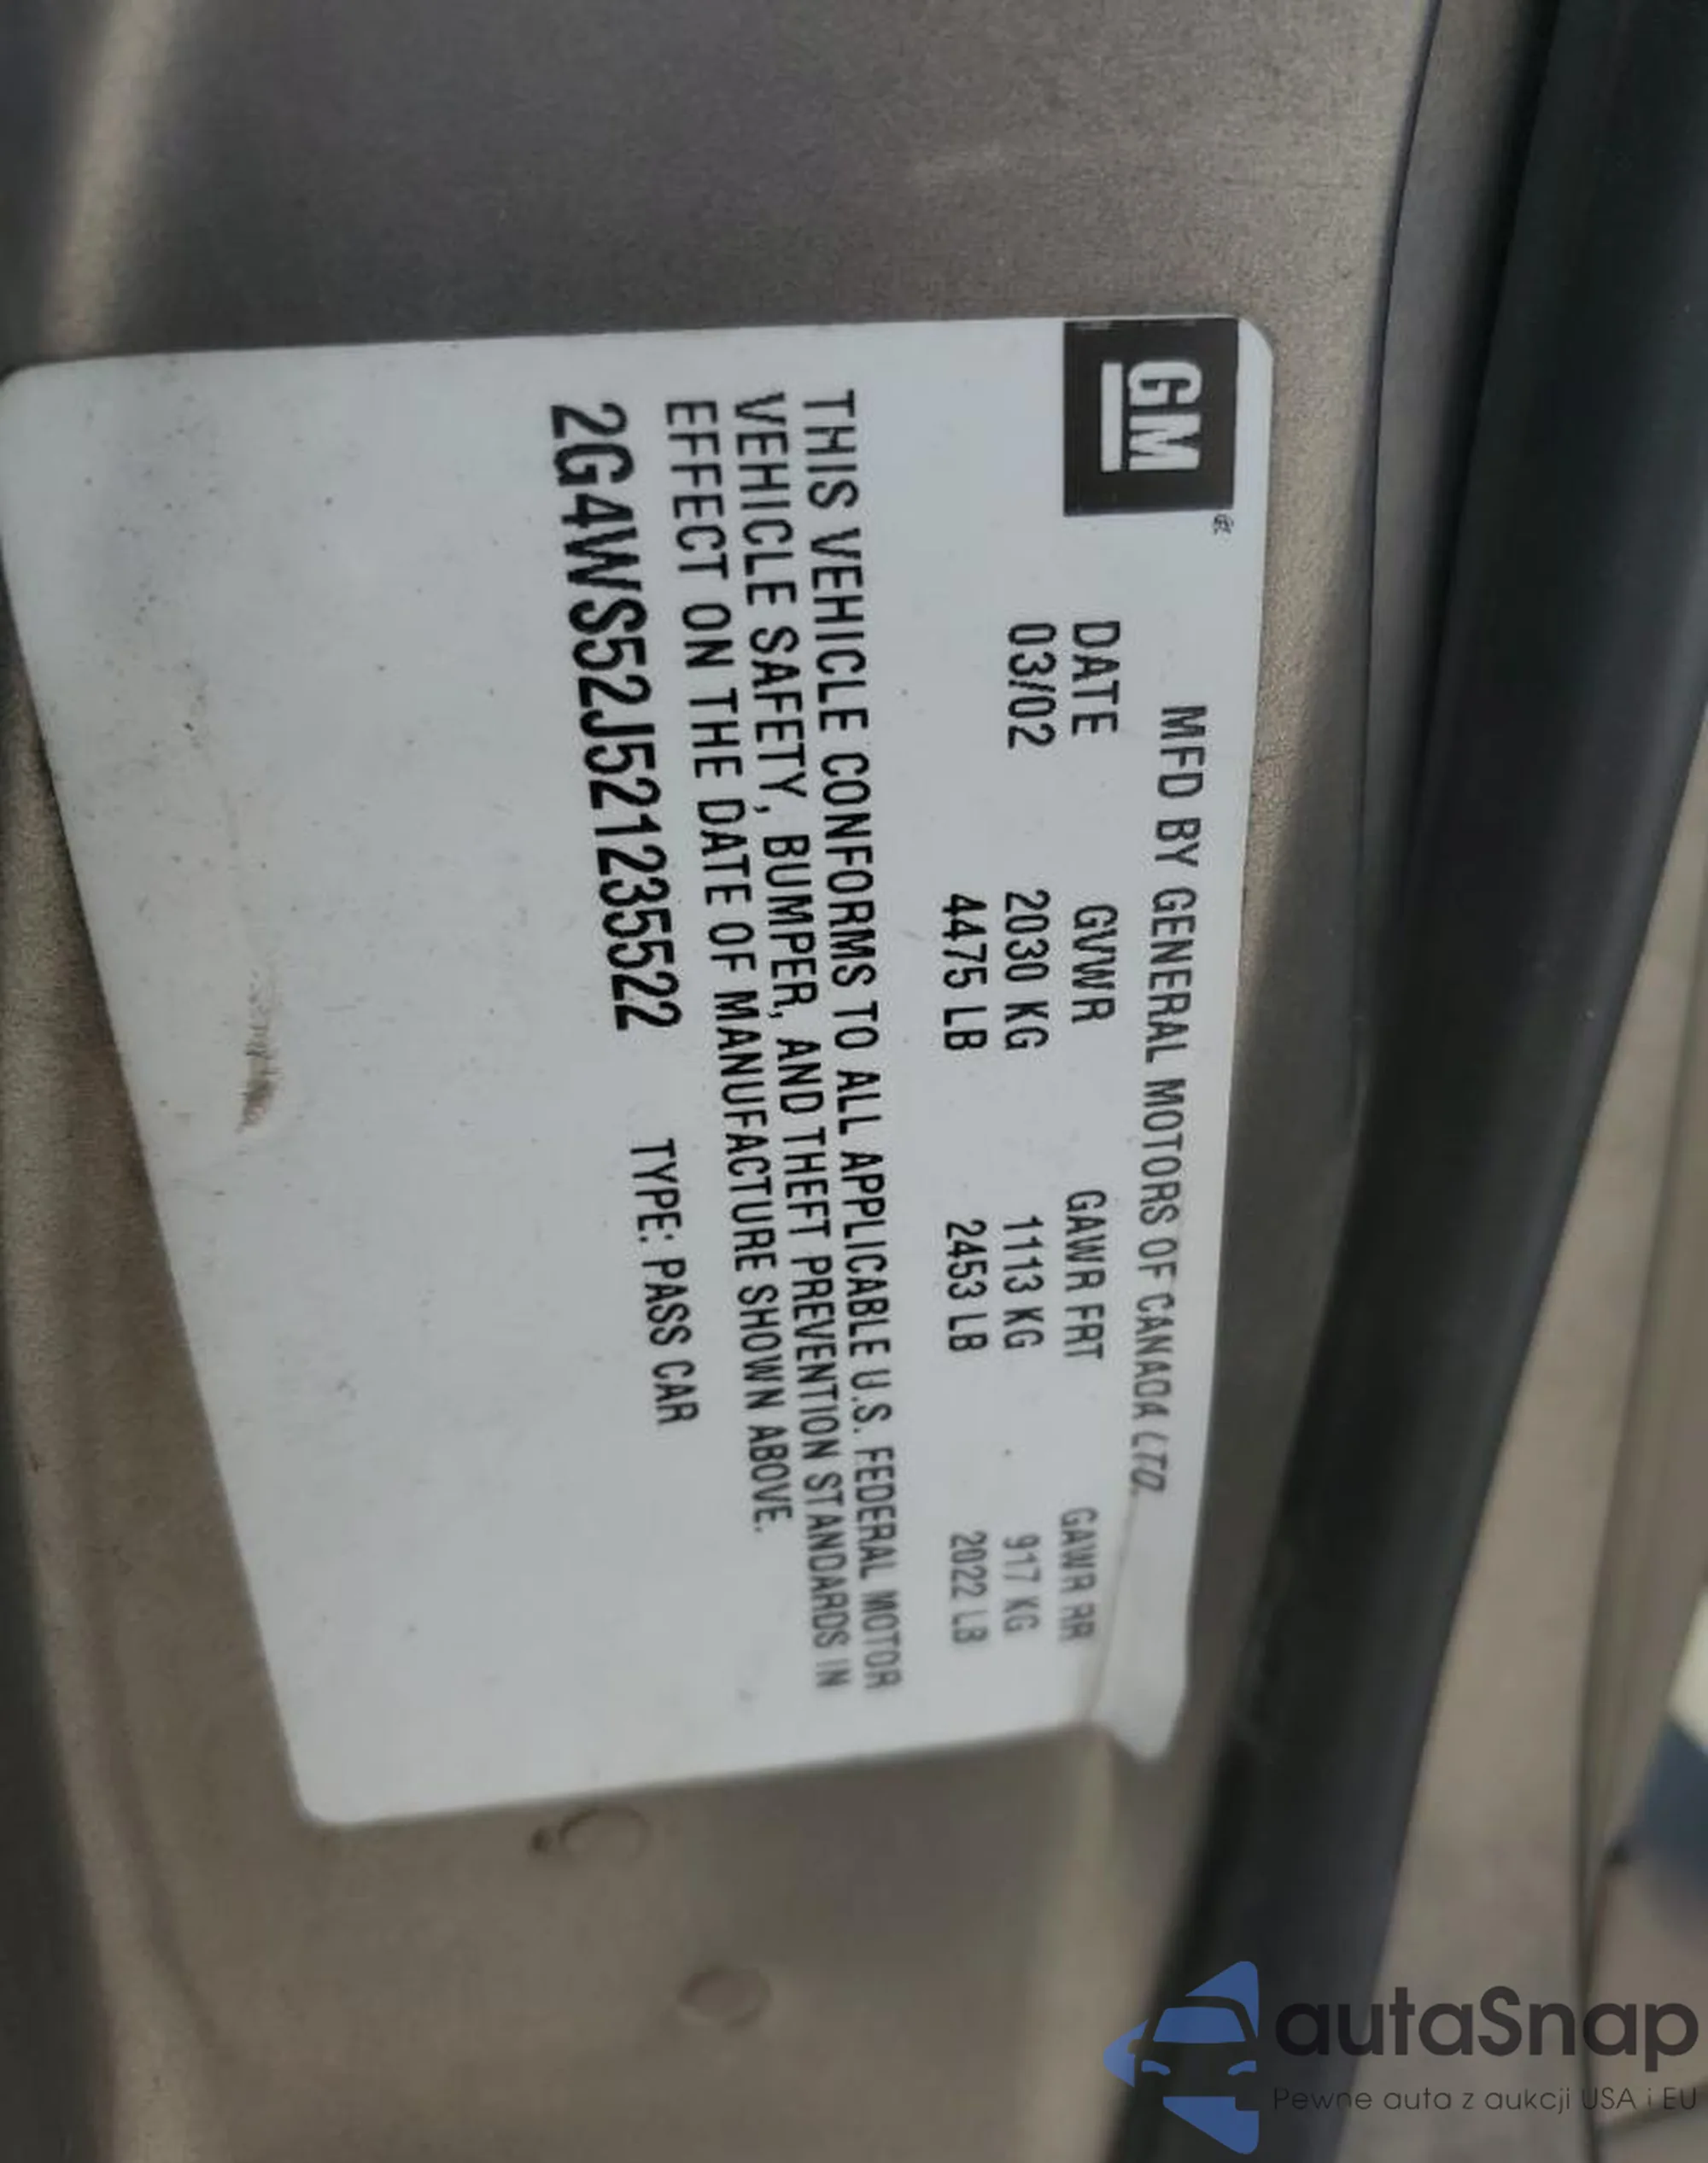 GM
MFD BY GENERAL MOTORS OF CANADA LTD.
DATE GVWR GAWR FRT GAWR RR
03/02 2030 KG 1113 KG 917 KG
4475 LB 2453 LB 2022 LB
THIS VEHICLE CONFORMS TO ALL APPLICABLE U.S. FEDERAL MOTOR
VEHICLE SAFETY, BUMPER, AND THEFT PREVENTION STANDARDS IN
EFFECT ON THE DATE OF MANUFACTURE SHOWN ABOVE.
2G4WS52J521235522 TYPE: PASS CAR
autaSnap
Pewne auta z aukcji USA i EU